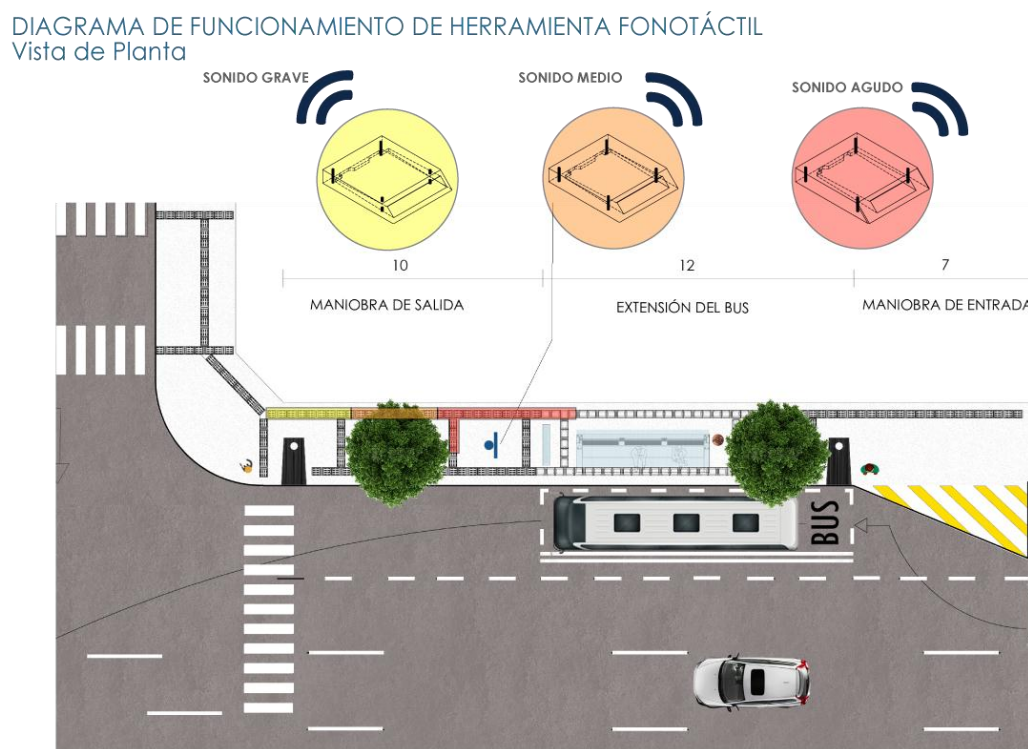 DIAGRAMA DE FUNCIONAMIENTO DE HERRAMIENTA FONOTÁCTIL
Vista de Planta
SONIDO GRAVE
SONIDO MEDIO
SONIDO AGUDO
10
12
7
MANIOBRA DE SALIDA
EXTENSIÓN DEL BUS
MANIOBRA DE ENTRADA
BUS